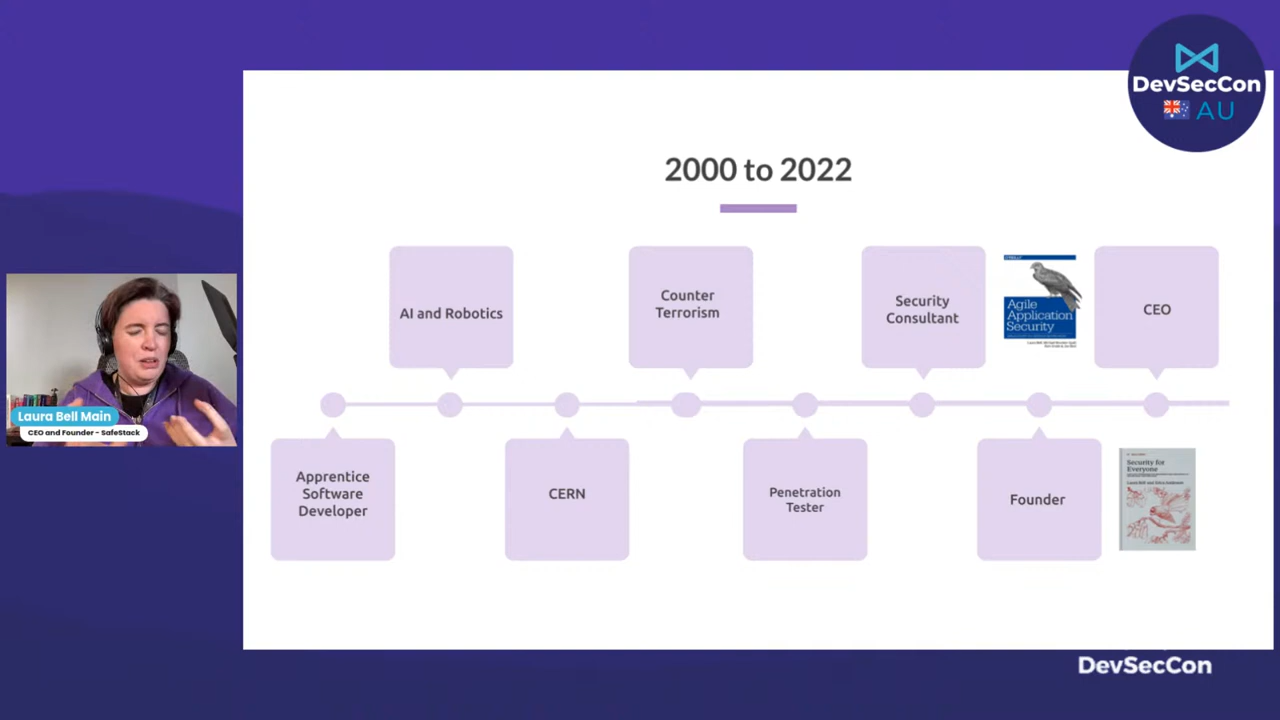 DevSecCon
AU
2000 to 2022
AI and Robotics
Counter
Terrorism
Security
Consultant
O'REILLY
Agile
Application
Security
CEO
Laura Bell Main
CEO and Founder - SafeStack
Apprentice
Software
Developer
CERN
Penetration
Tester
Founder
Security for
Everyone
DevSecCon